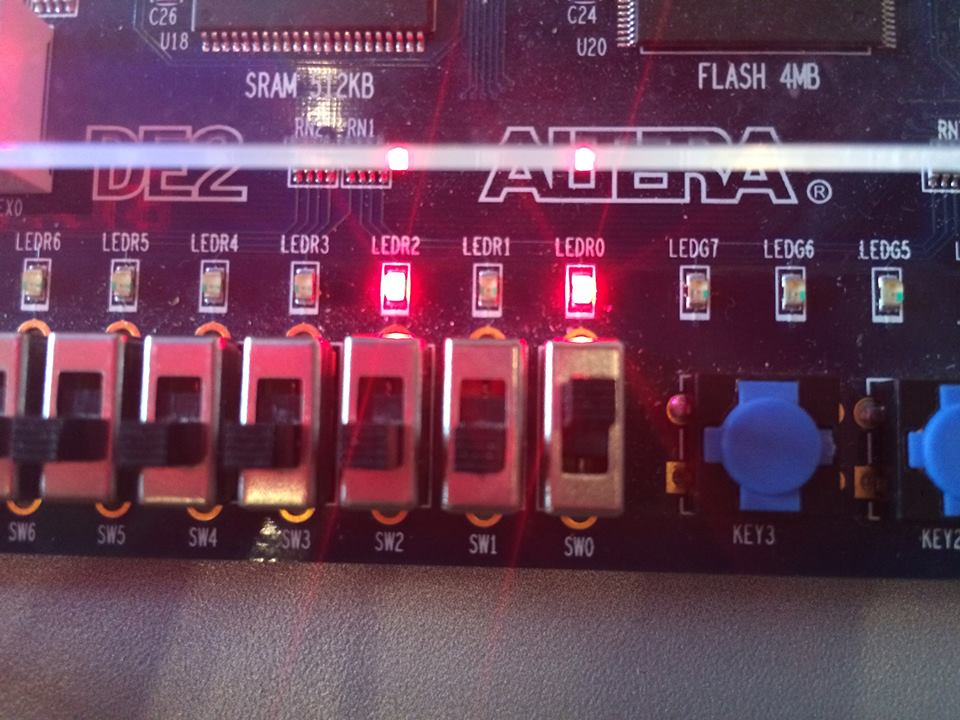 C26
U18
C24
U20
SRAM 512KB
FLASH 4MB
RN2 RN1
DE2
ALTERA ®
EX0
LEDR6 LEDR5 LEDR4 LEDR3 LEDR2 LEDR1 LEDR0 LEDG7 LEDG6 LEDG5
SW6 SW5 SW4 SW3 SW2 SW1 SW0 KEY3 KEY2